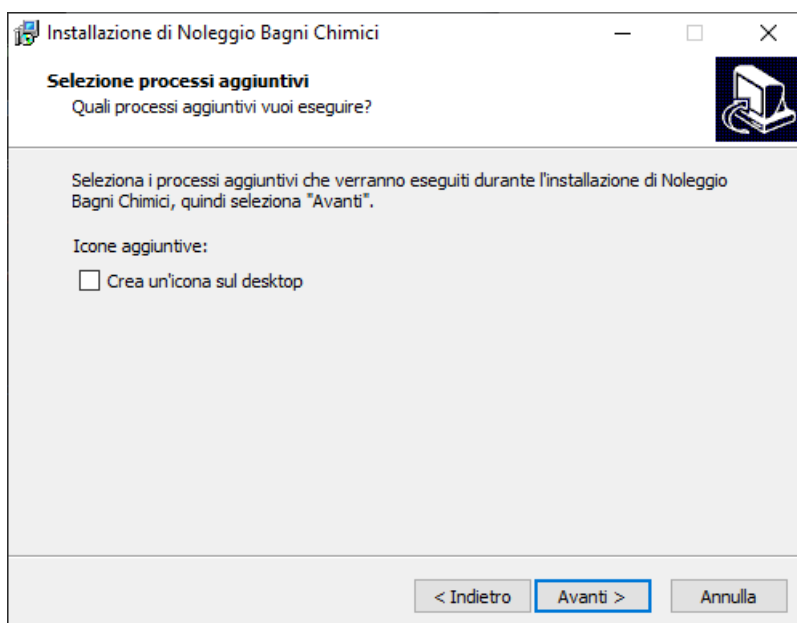 Installazione di Noleggio Bagni Chimici
Selezione processi aggiuntivi
Quali processi aggiuntivi vuoi eseguire?
Seleziona i processi aggiuntivi che verranno eseguiti durante l'installazione di Noleggio
Bagni Chimici, quindi seleziona "Avanti".
Icone aggiuntive:
Crea un'icona sul desktop
< Indietro
Avanti >
Annulla